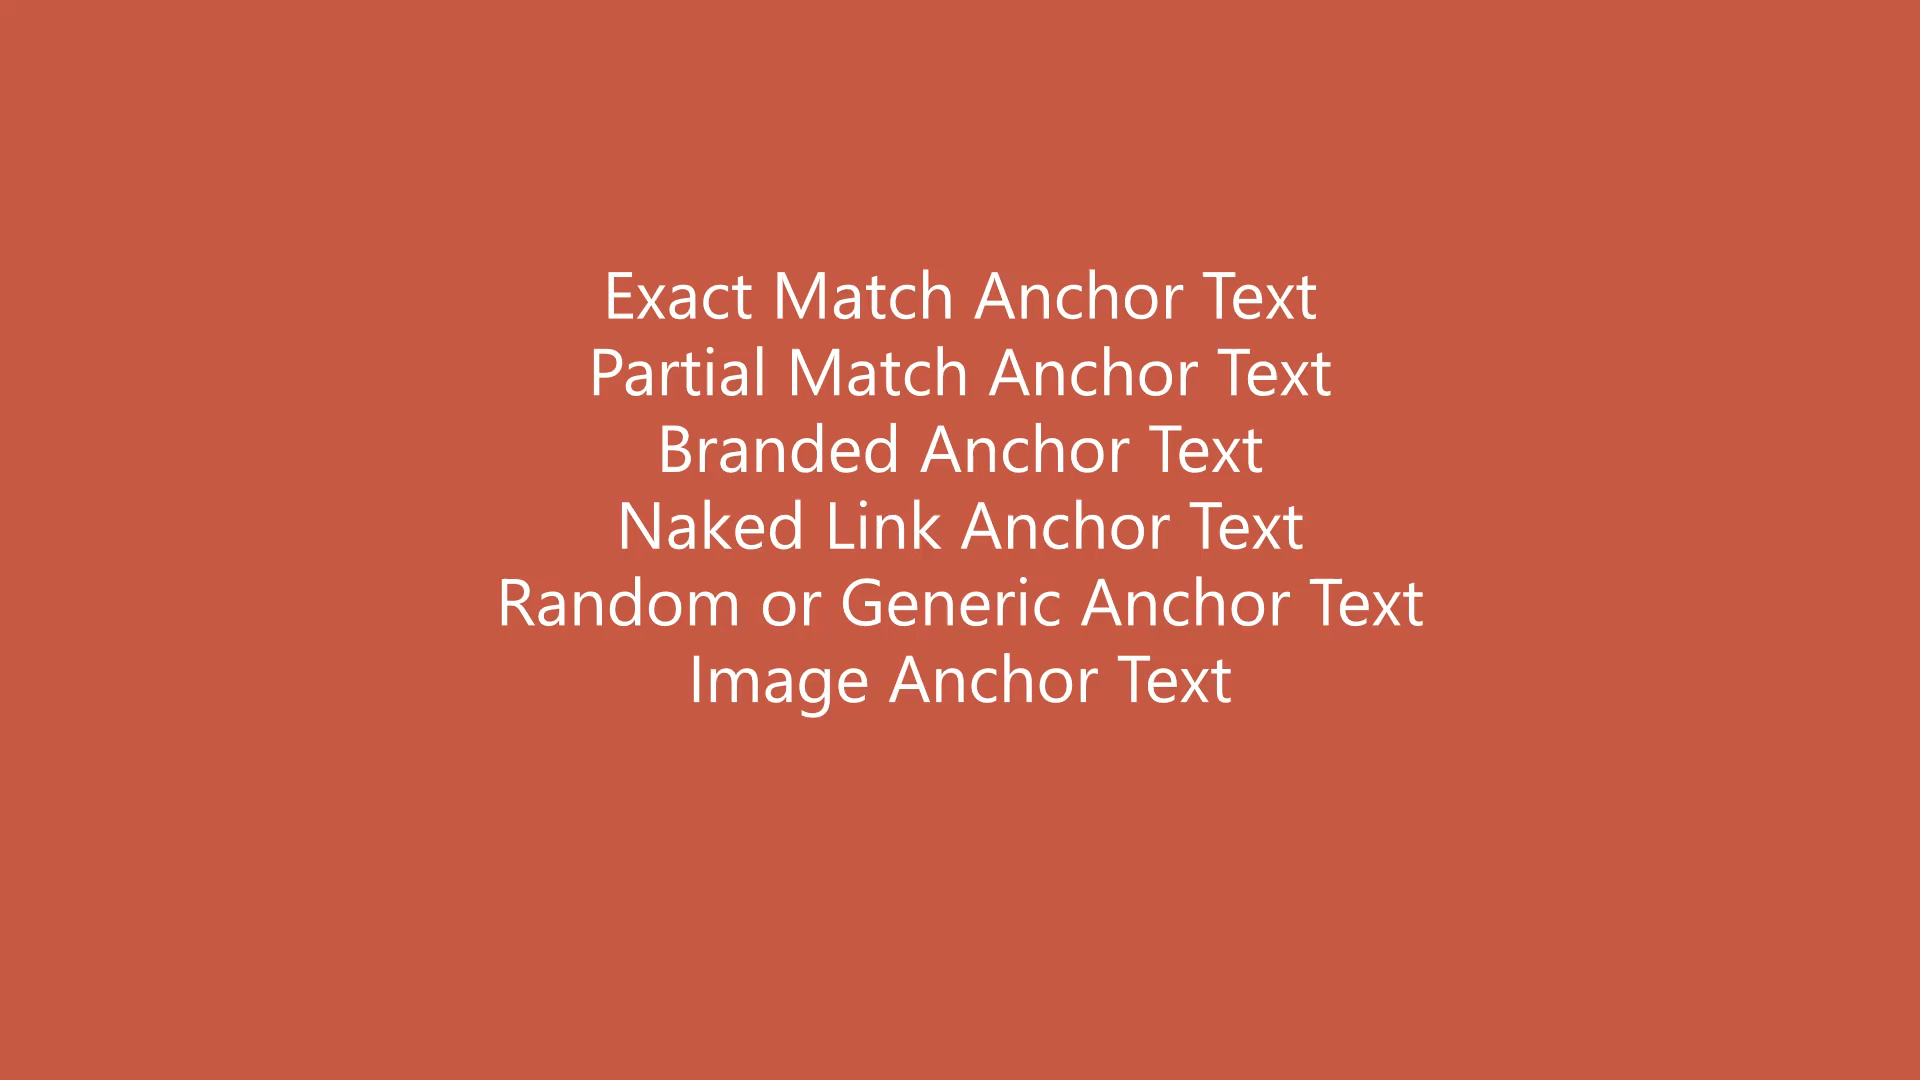 Exact Match Anchor Text
Partial Match Anchor Text
Branded Anchor Text
Naked Link Anchor Text
Random or Generic Anchor Text
Image Anchor Text